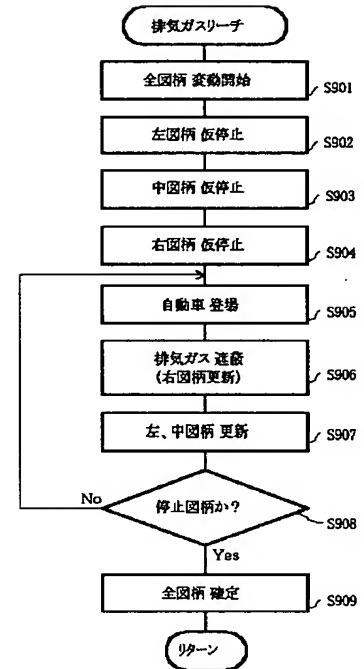 排気ガスリーチ
全図柄 変動開始
S901
左図柄 仮停止
S902
中図柄 仮停止
S903
右図柄 仮停止
S904
自動車 登場
S905
排気ガス 遮蔽
(右図柄更新)
S906
左、中図柄 更新
S907
No
停止図柄か?
S908
Yes
全図柄 確定
S909
リターン